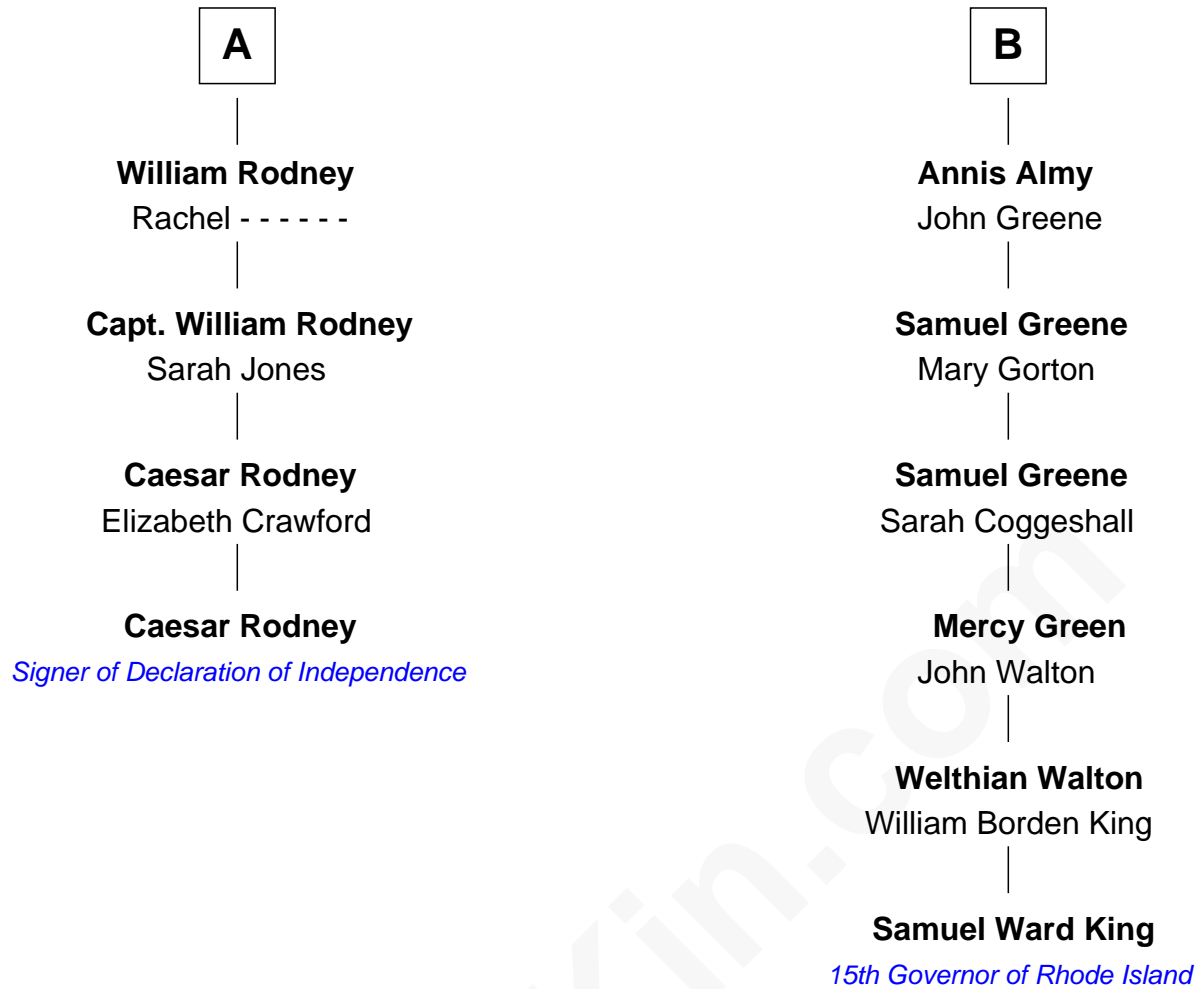 A
William Rodney
Rachel - - - - - -
Capt. William Rodney
Sarah Jones
Caesar Rodney
Elizabeth Crawford
Caesar Rodney
Signer of Declaration of Independence
B
Annis Almy
John Greene
Samuel Greene
Mary Gorton
Samuel Greene
Sarah Coggeshall
Mercy Green
John Walton
Welthian Walton
William Borden King
Samuel Ward King
15th Governor of Rhode Island
Kin.com